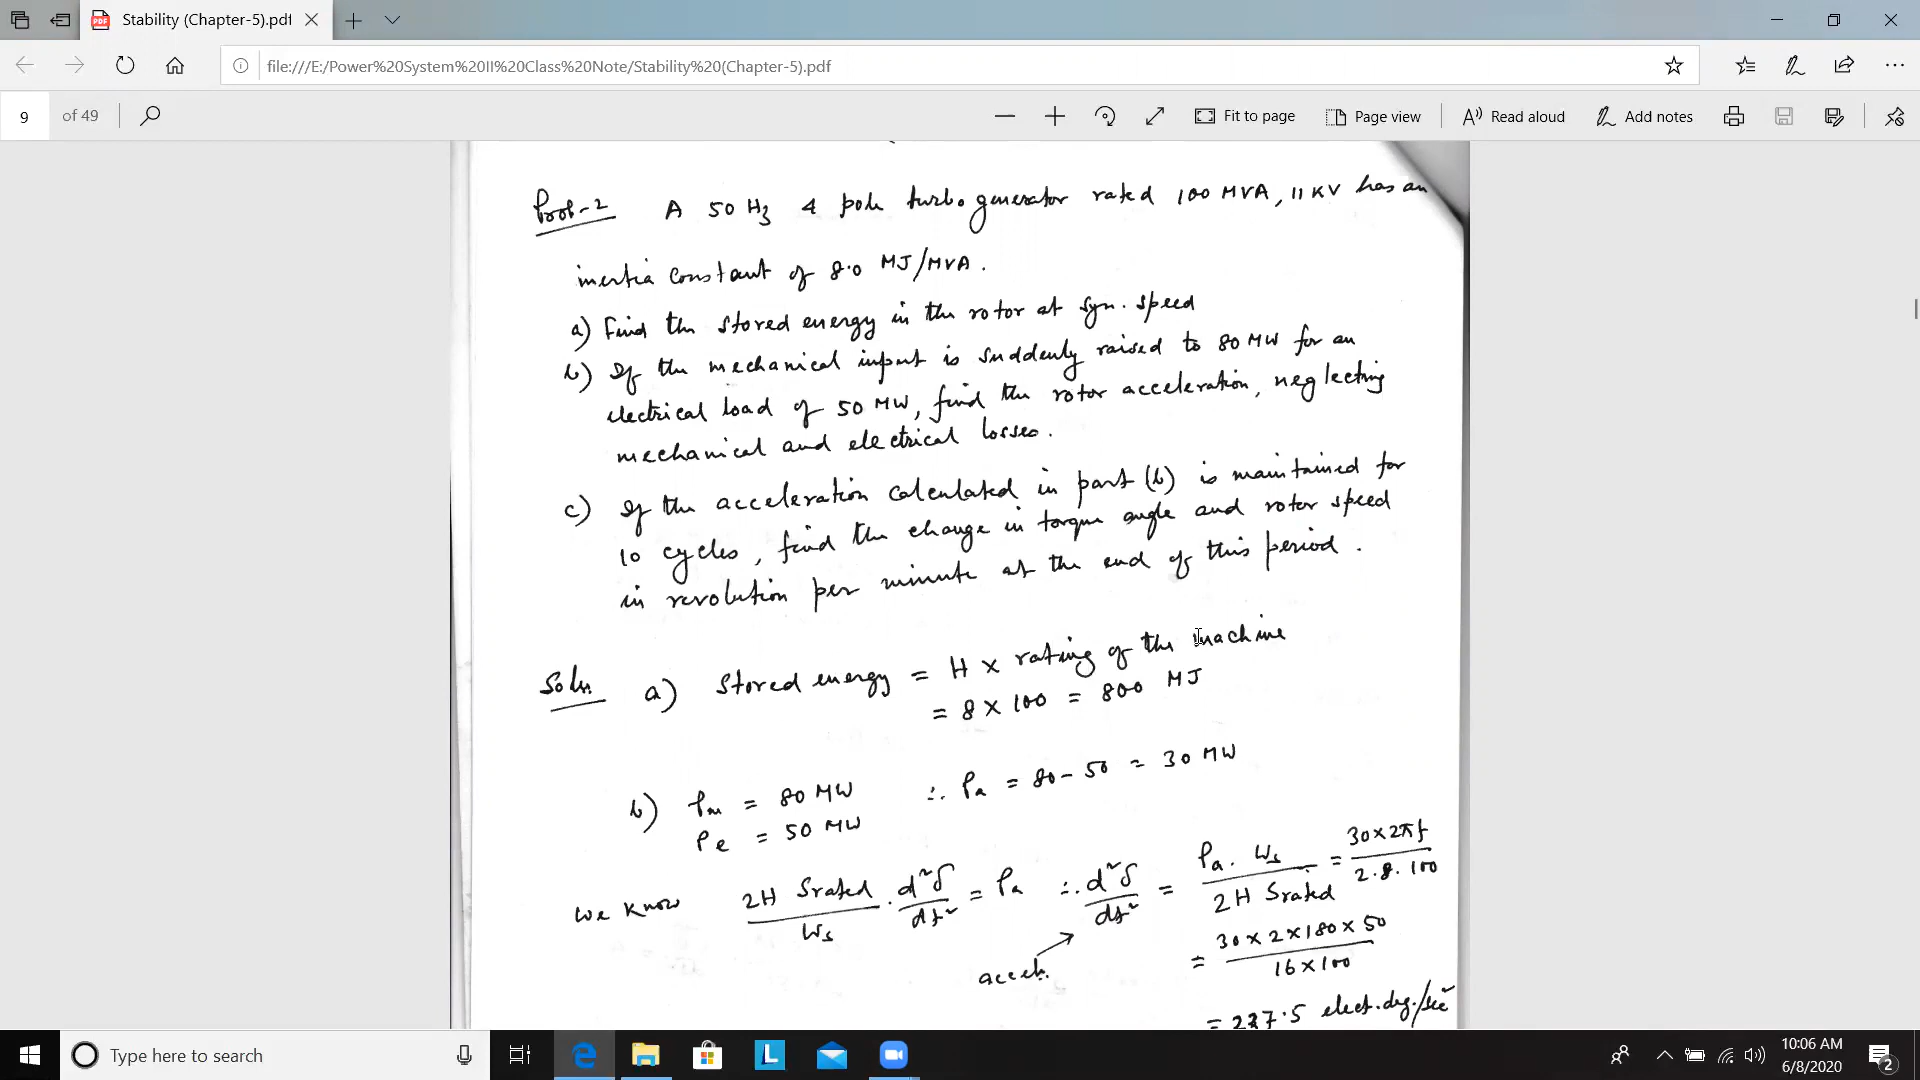 Stability (Chapter-5).pdf
file:///E:/Power%20System%20II%20Class%20Note/Stability%20(Chapter-5).pdf
9 of 49
Fit to page
Page view
Read aloud
Add notes
Prob-2 A 50 Hz 4 pole turbogenerator rated 100 MVA, 11 KV has an
inertia constant of 8.0 MJ/MVA.
a) Find the stored energy in the rotor at syn. speed
b) If the mechanical input is suddenly raised to 80 MW for an
electrical load of 50 MW, find the rotor acceleration, neglecting
mechanical and electrical losses.
c) If the acceleration calculated in part (b) is maintained for
10 cycles, find the change in torque angle and rotor speed
in revolution per minute at the end of this period.
Soln a) Stored energy = H × rating of the machine
= 8 × 100 = 800 MJ
b) Pm = 80 MW ∴ Pa = 80 - 50 = 30 MW
Pe = 50 MW
We know 2H Srated / Ws . d²δ/dt² = Pa ∴ d²δ/dt² = Pa. Ws / 2H Srated = 30×2πf / 2.8.100
accln. = 30×2×180×50 / 16×100
= 337.5 elect.deg./sec²
Type here to search
10:06 AM
6/8/2020
2